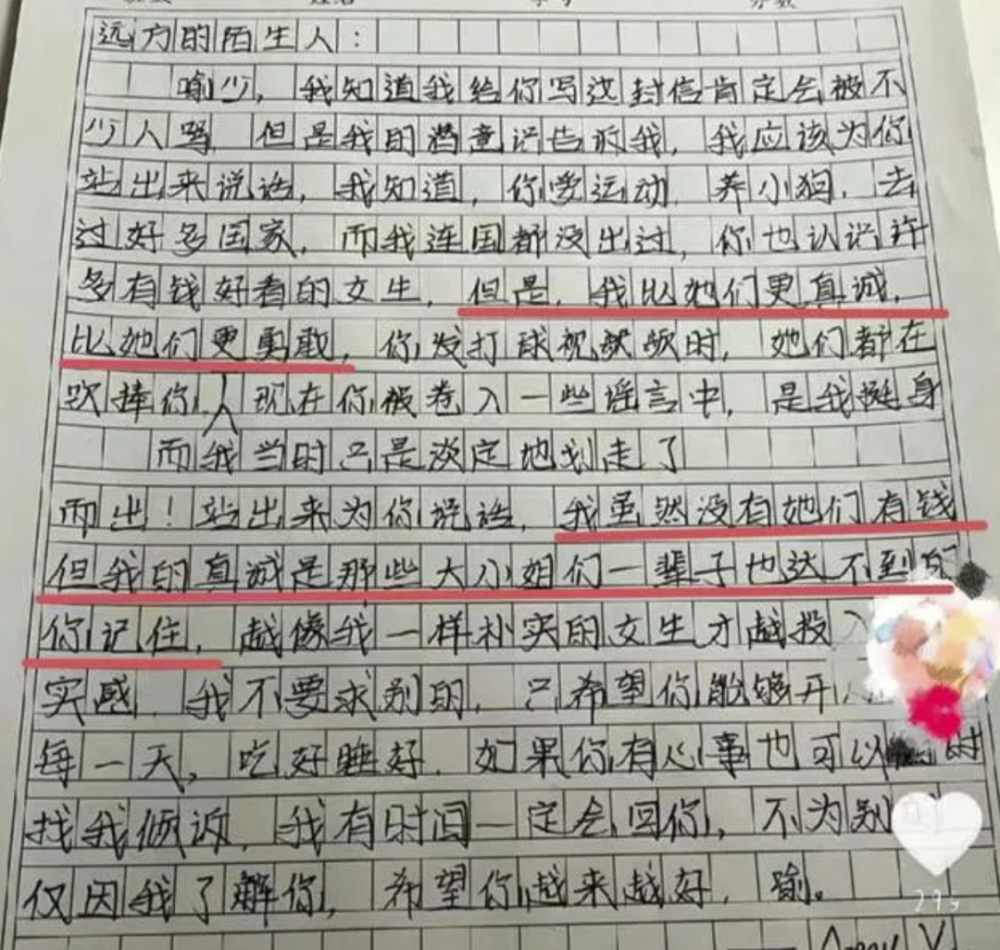 远方的陌生人：
喻少，我知道我给你写这封信肯定会被不
少人骂，但是我的潜意识告诉我，我应该为你
站出来说话，我知道，你爱运动，养小狗，去
过好多国家，而我连国都没出过，你也认识许
多有钱好看的女生，但是，我比她们更真诚，
比她们更勇敢，你发打球视频时，她们都在
吹捧你，现在你被卷入一些谣言中，是我挺身
而我当时只是淡定地划走了
而出！站出来为你说话，我虽然没有她们有钱
但我的真诚是那些大小姐们一辈子也达不到的
你记住，越像我一样朴实的女生才越投入
实感，我不要求别的，只希望你能够开
每一天，吃好睡好，如果你有心事也可以 时
找我倾诉，我有时间一定会回你，不为别
仅因我了解你，希望你越来越好，喻。
295